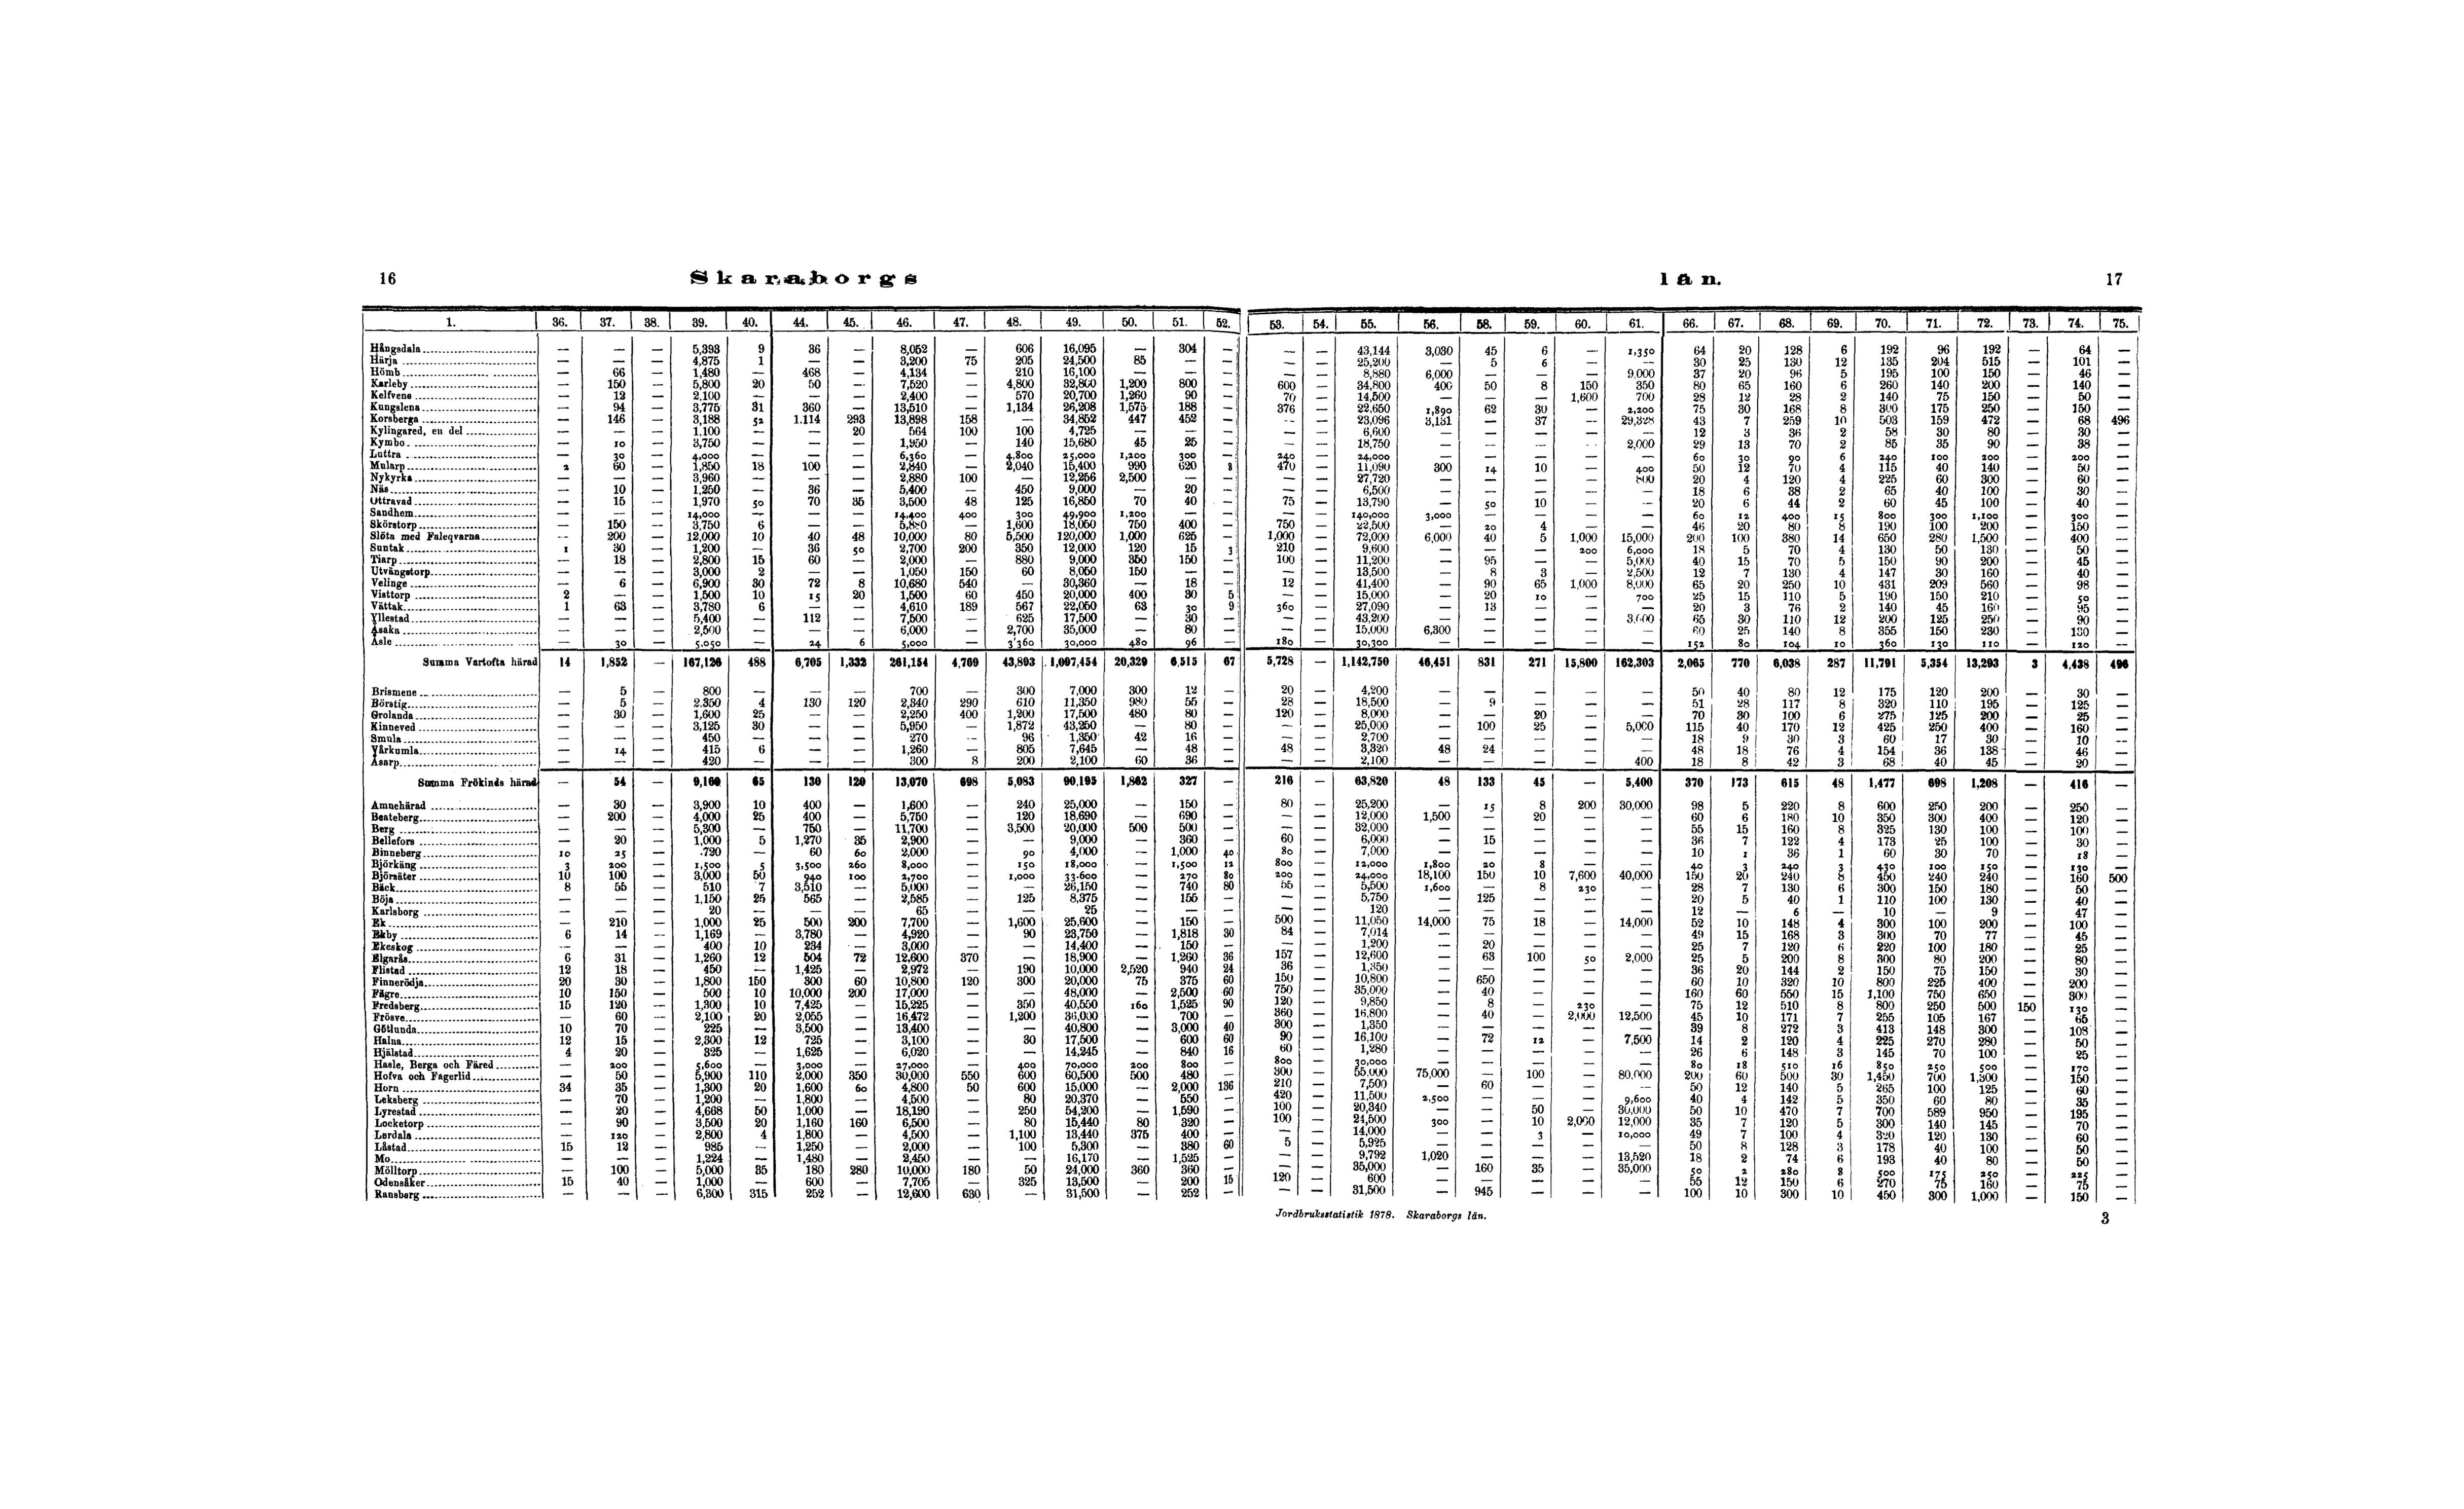 16 Skaraborgs län. 17
1. 36. 37. 38. 39. 40. 44. 45. 46. 47. 48. 49. 50. 51. 52. 53. 54. 55. 56. 58. 59. 60. 61. 66. 67. 68. 69. 70. 71. 72. 73. 74. 75.
Hångsdala — — — 5,393 9 36 — 8,052 — 606 16,095 — 304 — — — 43,144 3,030 45 6 — 1,350 64 20 128 6 192 96 192 — 64 —
Härja — — — 4,875 1 — — 3,200 75 205 24,500 85 — — — — 25,200 — 5 6 — — 30 25 130 12 135 204 515 — 101 —
Hömb — 66 — 1,480 — 468 — 4,134 — 210 16,100 — — — — — 8,880 6,000 — — — 9,000 37 20 96 5 195 100 150 — 46 —
Karleby — 150 — 5,800 20 50 — 7,520 — 4,800 32,800 1,200 800 — 600 — 34,800 400 50 8 150 350 80 65 160 6 260 140 200 — 140 —
Kelfvene — 12 — 2,100 — — — 2,400 — 570 20,700 1,260 90 — 70 — 14,500 — — — 1,600 700 28 12 28 2 140 75 150 — 50 —
Kungslena — 94 — 3,775 31 360 — 13,510 — 1,134 26,208 1,575 188 — 376 — 22,650 1,890 62 30 — 2,200 75 30 168 8 300 175 250 — 150 —
Korsberga — 146 — 3,188 52 1.114 293 13,898 158 — 34,852 447 452 — — — 23,096 3,131 — 37 — 29,328 43 7 259 10 503 159 472 — 68 496
Kylingared, en del — — — 1,100 — — 20 564 100 100 4,725 — — — — — 6,600 — — — — — 12 3 36 2 58 30 80 — 30 —
Kymbo — 10 — 3,750 — — — 1,950 — 140 15,680 45 25 — — — 18,750 — — — — 2,000 29 13 70 2 85 35 90 — 38 —
Luttra — 30 — 4,000 — — — 6,360 — 4,800 25,000 1,200 300 — 240 — 24,000 — — — — — 60 30 90 6 240 100 200 — 200 —
Mularp 2 60 — 1,850 18 100 — 2,840 — 2,040 15,400 990 620 8 470 — 11,090 300 14 10 — 400 50 12 70 4 115 40 140 — 50 —
Nykyrka — — — 3,960 — — — 2,880 100 — 12,256 2,500 — — — — 27,720 — — — — 800 20 4 120 4 225 60 300 — 60 —
Näs — 10 — 1,250 — 36 — 5,400 — 450 9,000 — 20 — — — 6,500 — — — — — 18 6 38 2 65 40 100 — 30 —
Ottravad — 15 — 1,970 50 70 35 3,500 48 125 16,850 70 40 — 75 — 13,790 — 50 10 — — 20 6 44 2 60 45 100 — 40 —
Sandhem — — — 14,000 — — — 14,400 400 300 49,900 1,200 — — — — 140,000 3,000 — — — — 60 12 400 15 800 300 1,100 — 300 —
Skörstorp — 150 — 3,750 6 — — 5,880 — 1,600 18,050 750 400 — 750 — 22,500 — 20 4 — — 46 20 80 8 190 100 200 — 150 —
Slöta med Faleqvarna — 200 — 12,000 10 40 48 10,000 80 5,500 120,000 1,000 625 — 1,000 — 72,000 6,000 40 5 1,000 15,000 200 100 380 14 650 280 1,500 — 400 —
Suntak 1 30 — 1,200 — 36 50 2,700 200 350 12,000 120 15 3 210 — 9,600 — — — 200 6,000 18 5 70 4 130 50 130 — 50 —
Tiarp — 18 — 2,800 15 60 — 2,000 — 880 9,000 350 150 — 100 — 11,200 — 95 — — 5,000 40 15 70 5 150 90 200 — 45 —
Utvängstorp — — — 3,000 2 — — 1,050 150 60 8,050 150 — — — — 13,500 — 8 3 — 2,500 12 7 130 4 147 30 160 — 40 —
Velinge — 6 — 6,900 30 72 8 10,680 540 — 30,360 — 18 — 12 — 41,400 — 90 65 1,000 8,000 65 20 250 10 431 209 560 — 98 —
Vistorp 2 — — 1,500 10 15 20 1,500 60 450 20,000 400 30 5 — — 15,000 — 20 10 — 700 25 15 110 5 190 150 210 — 50 —
Vättak 1 63 — 3,780 6 — — 4,610 189 567 22,050 63 30 9 360 — 27,090 — 13 — — — 20 3 76 2 140 45 160 — 95 —
Yllestad — — — 5,400 — 112 — 7,500 — 625 17,500 — 30 — — — 43,200 — — — — 3,600 65 30 110 12 200 125 250 — 90 —
Åsaka — — — 2,500 — — — 6,000 — 2,700 35,000 — 80 — — — 15,000 6,300 — — — — 60 25 140 8 355 150 230 — 130 —
Åsle — 30 — 5,050 — 24 6 5,000 — 3,360 30,000 480 96 — 180 — 30,300 — — — — — 152 80 104 10 360 130 110 — 120 —
Summa Vartofta härad 14 1,852 — 167,126 488 6,705 1,332 261,154 4,769 43,893 1,097,454 20,329 6,515 67 5,728 — 1,142,750 46,451 831 271 15,800 162,303 2,065 770 6,038 287 11,791 5,354 13,293 3 4,438 496
Brismene — 5 — 800 — — — 700 — 300 7,000 300 12 — 20 — 4,200 — — — — — 50 40 80 12 175 120 200 — 30 —
Börstig — 5 — 2.350 4 130 120 2,340 290 610 11,350 980 55 — 28 — 18,500 — 9 — — — 51 28 117 8 320 110 195 — 125 —
Grolanda — 30 — 1,600 25 — — 2,250 400 1,200 17,500 480 80 — 120 — 8,000 — — 20 — — 70 30 100 6 275 125 200 — 25 —
Kinneved — — — 3,125 30 — — 5,950 — 1,872 43,250 — 80 — — — 25,000 — 100 25 — 5,000 115 40 170 12 425 250 400 — 160 —
Smula — — — 450 — — — 270 — 96 1,350 42 16 — — — 2,700 — — — — — 18 9 30 3 60 17 30 — 10 —
Vårkumla — 14 — 415 6 — — 1,260 — 805 7,645 — 48 — 48 — 3,320 48 24 — — — 48 18 76 4 154 36 138 — 46 —
Åsarp — — — 420 — — — 300 8 200 2,100 60 36 — — — 2,100 — — — — 400 18 8 42 3 68 40 45 — 20 —
Summa Frökinds härad — 54 — 9,160 65 130 120 13,070 698 5,083 90,195 1,862 327 — 216 — 63,820 48 133 45 — 5,400 370 173 615 48 1,477 698 1,208 — 416 —
Amnehärad — 30 — 3,900 10 400 — 1,600 — 240 25,000 — 150 — 80 — 25,200 — 15 8 200 30,000 98 5 220 8 600 250 200 — 250 —
Beateberg — 200 — 4,000 25 400 — 5,750 — 120 18,690 — 690 — — — 12,000 1,500 — 20 — — 60 6 180 10 350 300 400 — 120 —
Berg — — — 5,300 — 750 — 11,700 — 3,500 20,000 500 500 — — — 32,000 — — — — — 55 15 160 8 325 130 100 — 100 —
Bellefors — 20 — 1,000 5 1,270 35 2,900 — — 9,000 — 360 — 60 — 6,000 — 15 — — — 36 7 122 4 173 25 100 — 30 —
Binneberg 10 25 — 720 — 60 60 2,000 — 90 4,000 — 1,000 40 80 — 7,000 — — — — — 10 1 36 1 60 30 70 — 18 —
Björkäng 3 200 — 1,500 5 3,500 260 8,000 — 150 18,000 — 1,500 12 800 — 12,000 1,800 20 8 — — 40 3 240 3 430 100 150 — 130 —
Björsäter 10 100 — 3,000 50 940 100 2,700 — 1,000 33.600 — 270 80 200 — 24,000 18,100 150 10 7,600 40,000 150 20 240 8 450 240 240 — 160 500
Bäck 8 55 — 510 7 3,510 — 5,000 — — 26,150 — 740 80 55 — 5,500 1,600 — 8 230 — 28 7 130 6 300 150 180 — 50 —
Böja — — — 1,150 25 565 — 2,585 — 125 8,375 — 155 — — — 5,750 — 125 — — — 20 5 40 1 110 100 130 — 40 —
Karlsborg — — — 20 — — — 65 — — 25 — — — — — 120 — — — — — 12 — 6 — 10 — 9 — 47 —
Ek — 210 — 1,000 25 500 200 7,700 — 1,600 25,600 — 150 — 500 — 11,050 14,000 75 18 — 14,000 52 10 148 4 300 100 200 — 100 —
Ekby 6 14 — 1,169 — 3,780 — 4,920 — 90 23,750 — 1,818 30 84 — 7,014 — — — — — 49 15 168 3 300 70 77 — 45 —
Ekeskog — — — 400 10 234 — 3,000 — — 14,400 — 150 — — — 1,200 — 20 — — — 25 7 120 6 220 100 180 — 25 —
Elgarås 6 31 — 1,260 12 504 72 12,600 370 — 18,900 — 1,260 36 157 — 12,600 — 63 100 50 2,000 25 5 200 8 300 80 200 — 80 —
Flistad 12 18 — 450 — 1,425 — 2,972 — 190 10,000 2,520 940 24 36 — 1,350 — — — — — 36 20 144 2 150 75 150 — 30 —
Finnerödja 20 30 — 1,800 150 300 60 10,800 120 300 20,000 75 375 60 150 — 10,800 — 650 — — — 60 10 320 10 800 225 400 — 200 —
Fågre 10 150 — 500 10 10,000 200 17,000 — — 48,000 — 2,500 60 750 — 35,000 — 40 — — — 160 60 550 15 1,100 750 650 — 300 —
Fredsberg 15 120 — 1,300 10 7,425 — 15,225 — 350 40,550 160 1,525 90 120 — 9,850 — 8 — 230 — 75 12 510 8 800 250 500 150 130 —
Frösve — 60 — 2,100 20 2,055 — 16,472 — 1,200 36,000 — 700 — 360 — 16,800 — 40 — 2,000 12,500 45 10 171 7 255 105 167 — 65 —
Götlunda 10 70 — 225 — 3,500 — 13,400 — — 40,800 — 3,000 40 300 — 1,350 — — — — — 39 8 272 3 413 148 300 — 108 —
Halna 12 15 — 2,300 12 725 — 3,100 — 30 17,500 — 600 60 90 — 16,100 — 72 12 — 7,500 14 2 120 4 225 270 280 — 50 —
Hjälstad 4 20 — 325 — 1,625 — 6,020 — — 14,245 — 840 16 60 — 1,280 — — — — — 26 6 148 3 145 70 100 — 25 —
Hasle, Berga och Färed — 200 — 5,600 — 3,000 — 27,000 — 400 70,000 200 800 — 800 — 30,000 — — — — — 80 18 510 16 850 250 500 — 170 —
Hofva och Fagerlid — 50 — 5,900 110 2,000 350 30,000 550 600 60,500 500 480 — 300 — 55,000 75,000 — 100 — 80,000 200 60 500 30 1,450 700 1,300 — 150 —
Horn 34 35 — 1,300 20 1,600 60 4,800 50 600 15,000 — 2,000 136 210 — 7,500 — 60 — — — 50 12 140 5 265 100 125 — 60 —
Leksberg — 70 — 1,200 — 1,800 — 4,500 — 80 20,370 — 550 — 420 — 11,500 2,500 — — — 9,600 40 4 142 5 350 60 80 — 35 —
Lyrestad — 20 — 4,668 50 1,000 — 18,190 — 250 54,200 — 1,590 — 100 — 20,340 — — 50 — 30,000 50 10 470 7 700 589 950 — 195 —
Locketorp — 90 — 3,500 20 1,160 160 6,500 — 80 15,440 80 320 — 100 — 24,500 300 — 10 2,000 12,000 35 7 120 5 300 140 145 — 70 —
Lerdala — 120 — 2,800 4 1,800 — 4,500 — 1,100 13,440 375 400 — — — 14,000 — — 3 — 10,000 49 7 100 4 320 120 130 — 60 —
Låstad 15 12 — 985 — 1,250 — 2,000 — 100 5,300 — 380 60 5 — 5,925 — — — — — 50 8 128 3 178 40 100 — 50 —
Mo — — — 1,224 — 1,480 — 2,450 — — 16,170 — 1,525 — — — 9,792 1,020 — — — 13,520 18 2 74 6 193 40 80 — 50 —
Mölltorp — 100 — 5,000 35 180 280 10,000 180 50 24,000 360 360 — — — 35,000 — 160 35 — 35,000 50 2 280 8 500 175 250 — 225 —
Odensåker 15 40 — 1,000 — 600 — 7,705 — 325 13,500 — 200 15 120 — 600 — — — — — 55 12 150 6 270 75 160 — 75 —
Ransberg — — — 6,300 315 252 — 12,600 630 — 31,500 — 252 — — — 31,500 — 945 — — — 100 10 300 10 450 300 1,000 — 150 —
Jordbruksstatistik 1878. Skaraborgs län. 3